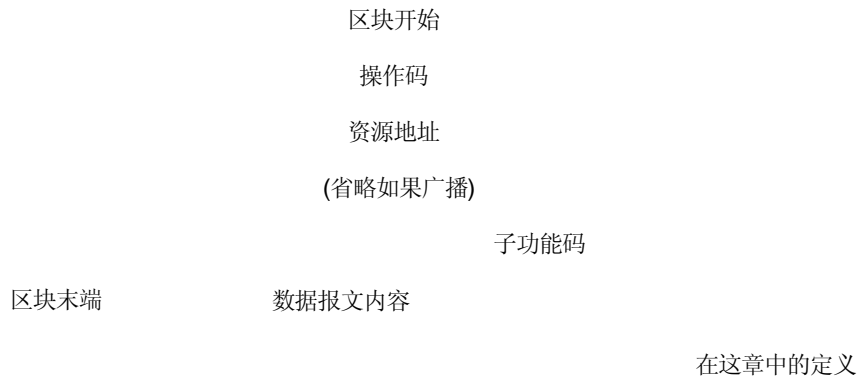 区块开始
操作码
资源地址
(省略如果广播)
子功能码
区块末端 数据报文内容
在这章中的定义